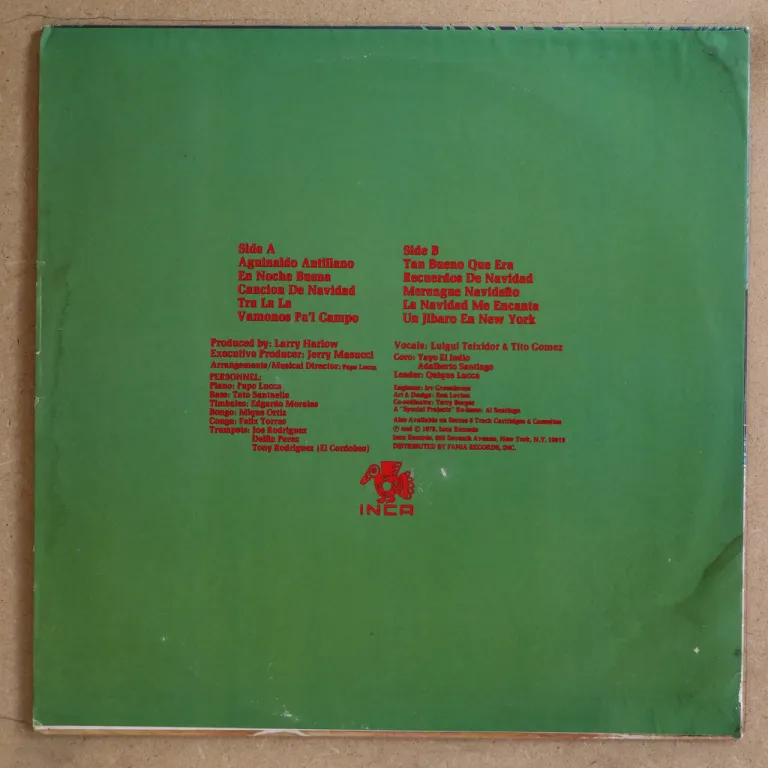 Side A
Aguinaldo Antillano
En Noche Buena
Cancion De Navidad
Tra La La
Vamonos Pa'l Campo
Side B
Tan Bueno Que Era
Recuerdos De Navidad
Merengue Navideño
La Navidad Me Encanta
Un Jibaro En New York
Produced by: Larry Harlow
Executive Producer: Jerry Masucci
Arrangements/Musical Director: Papo Lucca
PERSONNEL:
Piano: Papo Lucca
Bass: Tato Santaella
Timbales: Edgardo Morales
Bongo: Mique Ortiz
Conga: Felix Torres
Trumpets: Joe Rodriguez
Delfin Perez
Tony Rodriguez (El Cordobes)
Vocals: Luigui Teixidor & Tito Gomez
Coro: Yayo El Indio
Adalberto Santiago
Leader: Quique Lucca
Engineer: Irv Greenbaum
Art & Design: Ron Levine
Co-ordinator: Terry Borges
A "Special Projects" Re-issue: Al Santiago
Also Available on Stereo 8 Track Cartridges & Cassettes
Ⓟ and © 1979, Inca Records
Inca Records, 888 Seventh Avenue, New York, N.Y. 10019
DISTRIBUTED BY FANIA RECORDS, INC.
INCA